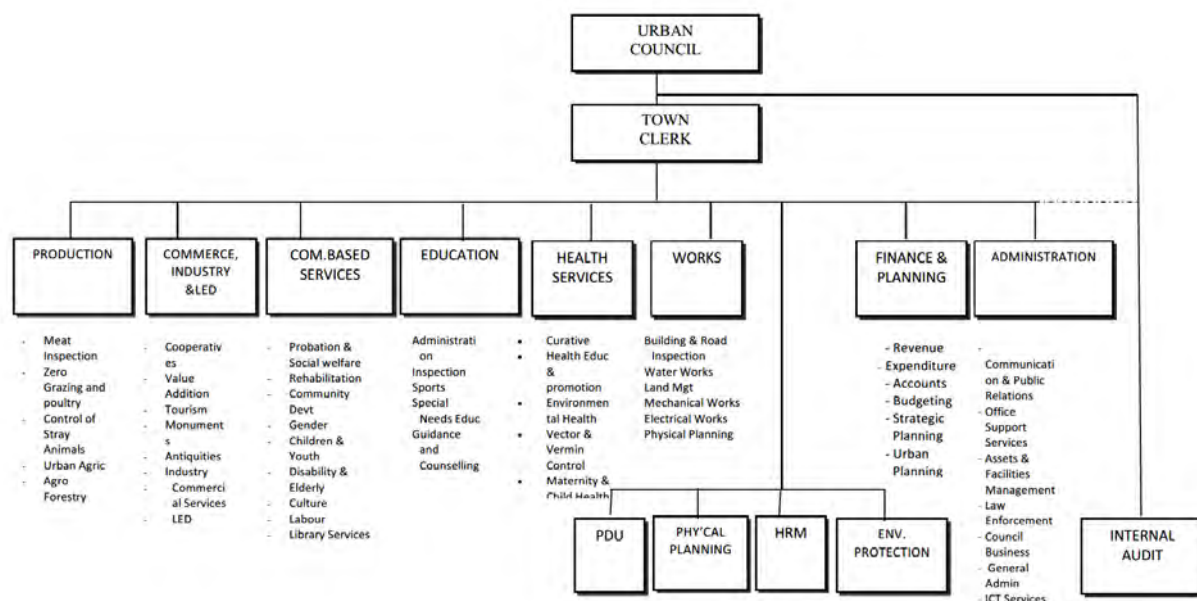 URBAN
COUNCIL
TOWN
CLERK
PRODUCTION
COMMERCE,
INDUSTRY
&LED
COM.BASED
SERVICES
EDUCATION
HEALTH
SERVICES
WORKS
FINANCE &
PLANNING
ADMINISTRATION
- Meat
Inspection
- Zero
Grazing and
poultry
- Control of
Stray
Animals
- Urban Agric
- Agro
Forestry
- Cooperativ
es
- Value
Addition
- Tourism
- Monument
s
- Antiquities
- Industry
- Commerci
al Services
- LED
- Probation &
Social welfare
- Rehabilitation
- Community
Devt
- Gender
- Children &
Youth
- Disability &
Elderly
- Culture
- Labour
- Library Services
Administrati
on
Inspection
Sports
Special
Needs Educ
Guidance
and
Counselling
• Curative
• Health Educ
&
promotion
• Environmen
tal Health
• Vector &
Vermin
Control
• Maternity &
Child Health
Building & Road
Inspection
Water Works
Land Mgt
Mechanical Works
Electrical Works
Physical Planning
- Revenue
- Expenditure
- Accounts
- Budgeting
- Strategic
Planning
- Urban
Planning
-
Communicati
on & Public
Relations
- Office
Support
Services
- Assets &
Facilities
Management
- Law
Enforcement
- Council
Business
- General
Admin
- ICT Services
PDU
PHY'CAL
PLANNING
HRM
ENV.
PROTECTION
INTERNAL
AUDIT